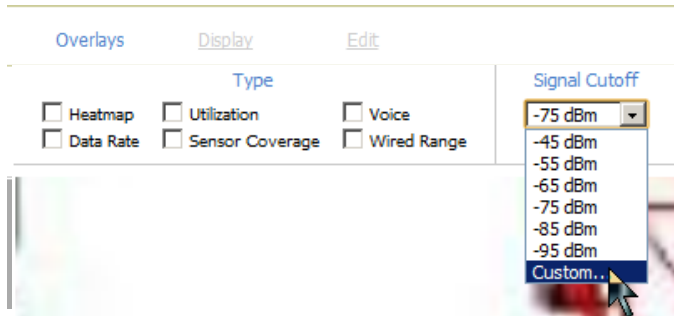 Overlays Display Edit
Type Signal Cutoff
Heatmap Utilization Voice -75 dBm
Data Rate Sensor Coverage Wired Range
-45 dBm
-55 dBm
-65 dBm
-75 dBm
-85 dBm
-95 dBm
Custom...